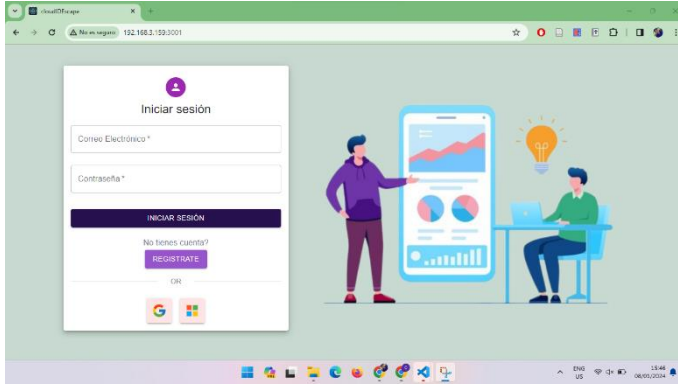 cloudIDEscape
No es seguro 192.168.3.159:3001
Iniciar sesión
Correo Electrónico *
Contraseña *
INICIAR SESIÓN
No tienes cuenta?
REGISTRATE
OR
ENG
US
15:46
08/05/2024